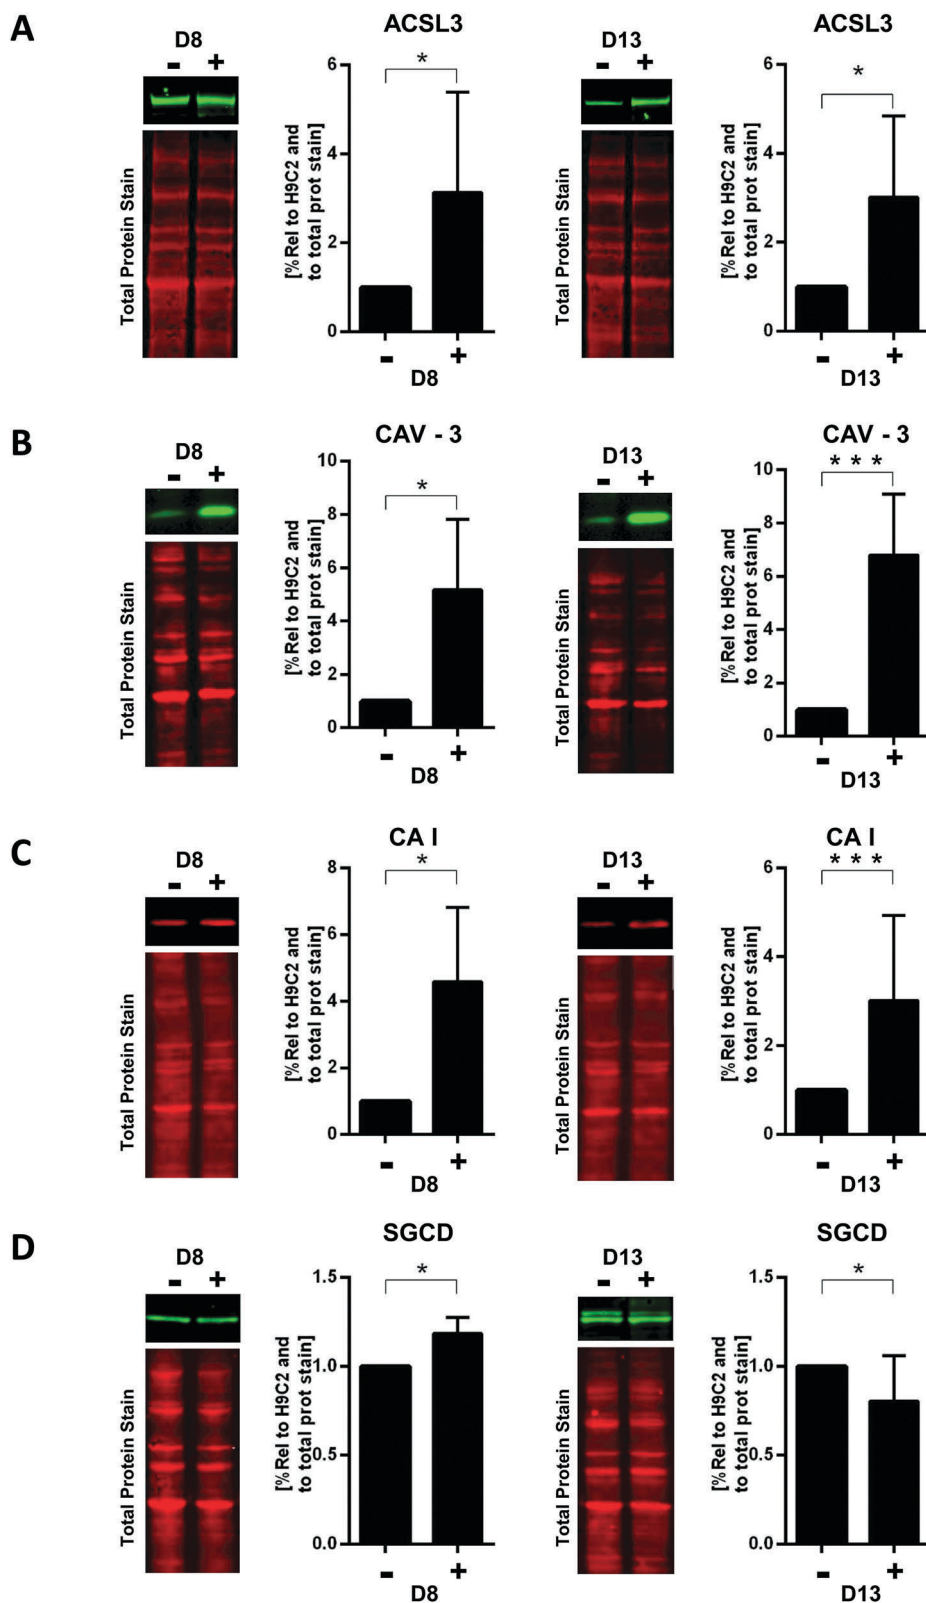 A
D8
- +
Total Protein Stain
ACSL3
*
[%Rel to H9C2 and
to total prot stain]
6
4
2
0
- +
D8
D13
- +
Total Protein Stain
ACSL3
*
[%Rel to H9C2 and
to total prot stain]
6
4
2
0
- +
D13
B
D8
- +
Total Protein Stain
CAV - 3
*
[%Rel to H9C2 and
to total prot stain]
10
8
6
4
2
0
- +
D8
D13
- +
Total Protein Stain
CAV - 3
* * *
[%Rel to H9C2 and
to total prot stain]
10
8
6
4
2
0
- +
D13
C
D8
- +
Total Protein Stain
CA I
*
[%Rel to H9C2 and
to total prot stain]
8
6
4
2
0
- +
D8
D13
- +
Total Protein Stain
CA I
* * *
[%Rel to H9C2 and
to total prot stain]
6
4
2
0
- +
D13
D
D8
- +
Total Protein Stain
SGCD
*
[%Rel to H9C2 and
to total prot stain]
1.5
1.0
0.5
0.0
- +
D8
D13
- +
Total Protein Stain
SGCD
*
[%Rel to H9C2 and
to total prot stain]
1.5
1.0
0.5
0.0
- +
D13